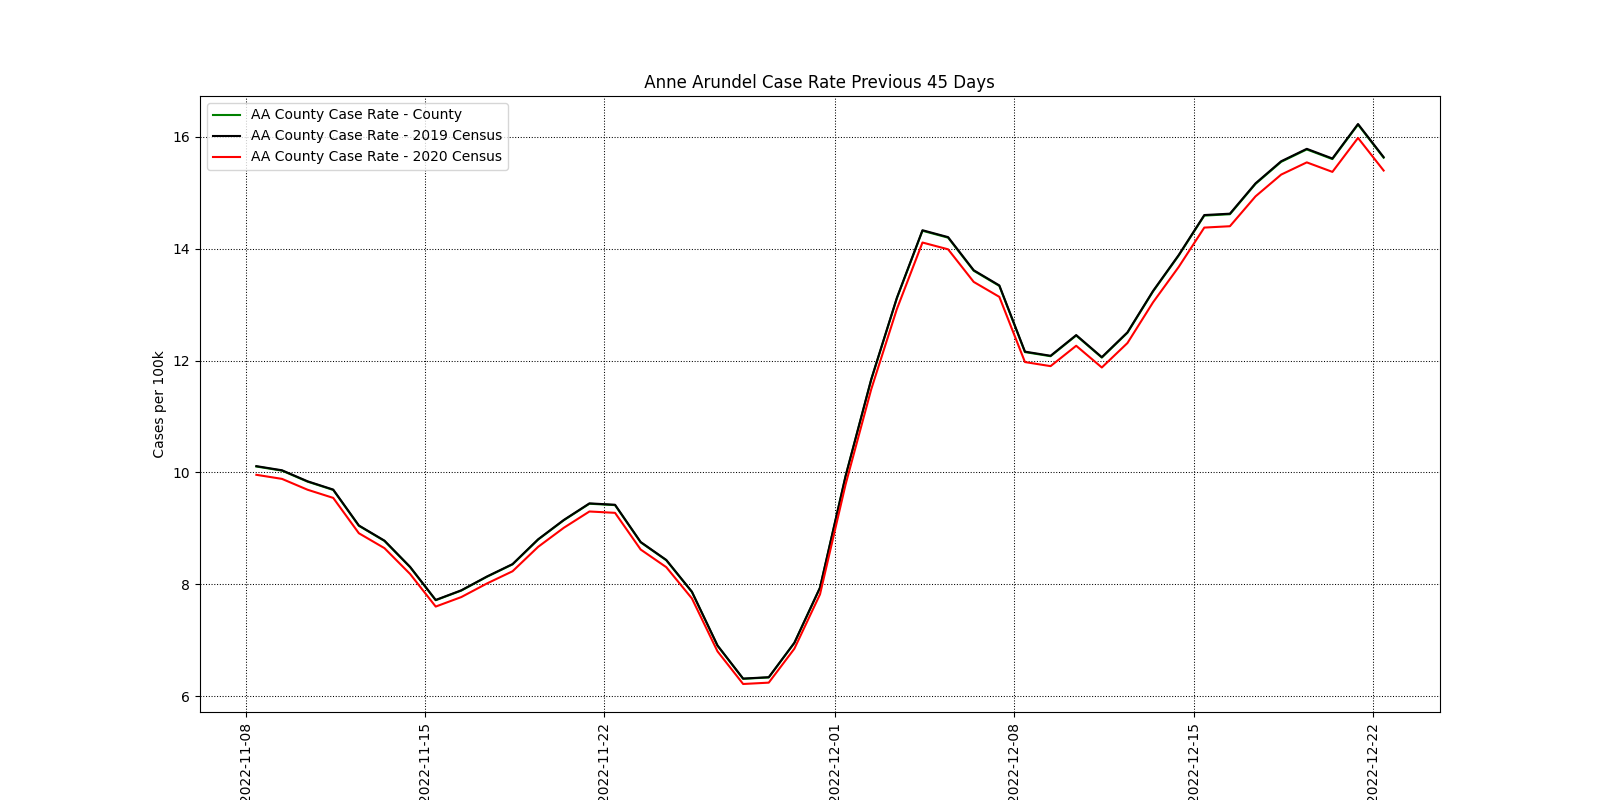 Anne Arundel Case Rate Previous 45 Days
AA County Case Rate - County
AA County Case Rate - 2019 Census
AA County Case Rate - 2020 Census
Cases per 100k
16
14
12
10
8
6
2022-11-08
2022-11-15
2022-11-22
2022-12-01
2022-12-08
2022-12-15
2022-12-22